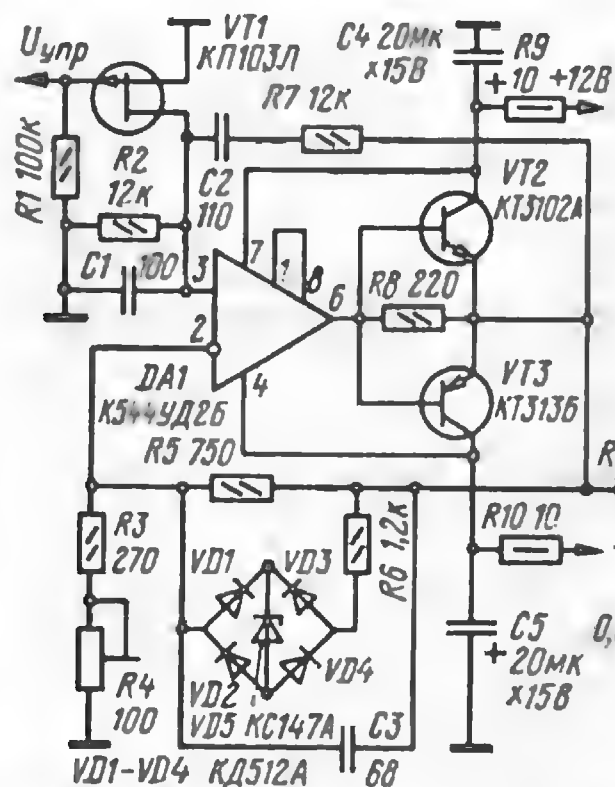 Uупр
VT1
КП103Л
C4 20мк
x15В
R9
+ 10 +12В
R7 12к
R1 100к
R2
12к
C2
110
VT2
КТ3102А
C1 100
3
7
1
8
6
R8 220
2
4
DA1
К544УД2Б
VT3
КТ313Б
R5 750
R
R3
270
VD1
VD3
R6 1,2к
R10 10
R4
100
VD2
VD4
VD5 КС147А
C3
68
C5
+ 20мк
x15В
0,
VD1-VD4 КД512А